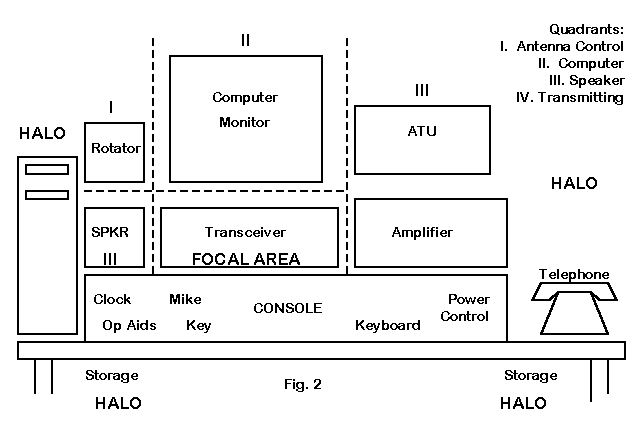 Quadrants:
I. Antenna Control
II. Computer
III. Speaker
IV. Transmitting
II
I
III
HALO
Computer
Monitor
Rotator
ATU
HALO
SPKR
III
Transceiver
FOCAL AREA
Amplifier
Telephone
Clock
Mike
CONSOLE
Power
Control
Op Aids
Key
Keyboard
Storage
HALO
Fig. 2
Storage
HALO